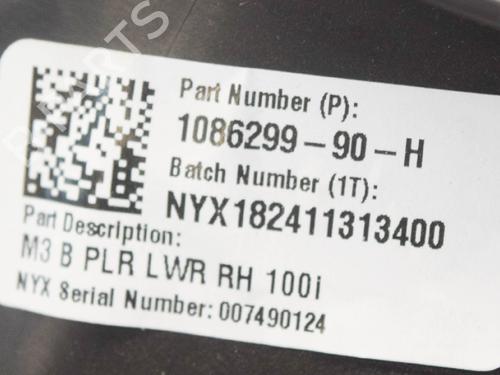 Part Number (P):
1086299-90-H
Batch Number (1T):
NYX182411313400
Part Description:
M3 B PLR LWR RH 100i
NYX Serial Number: 007490124
PARTS